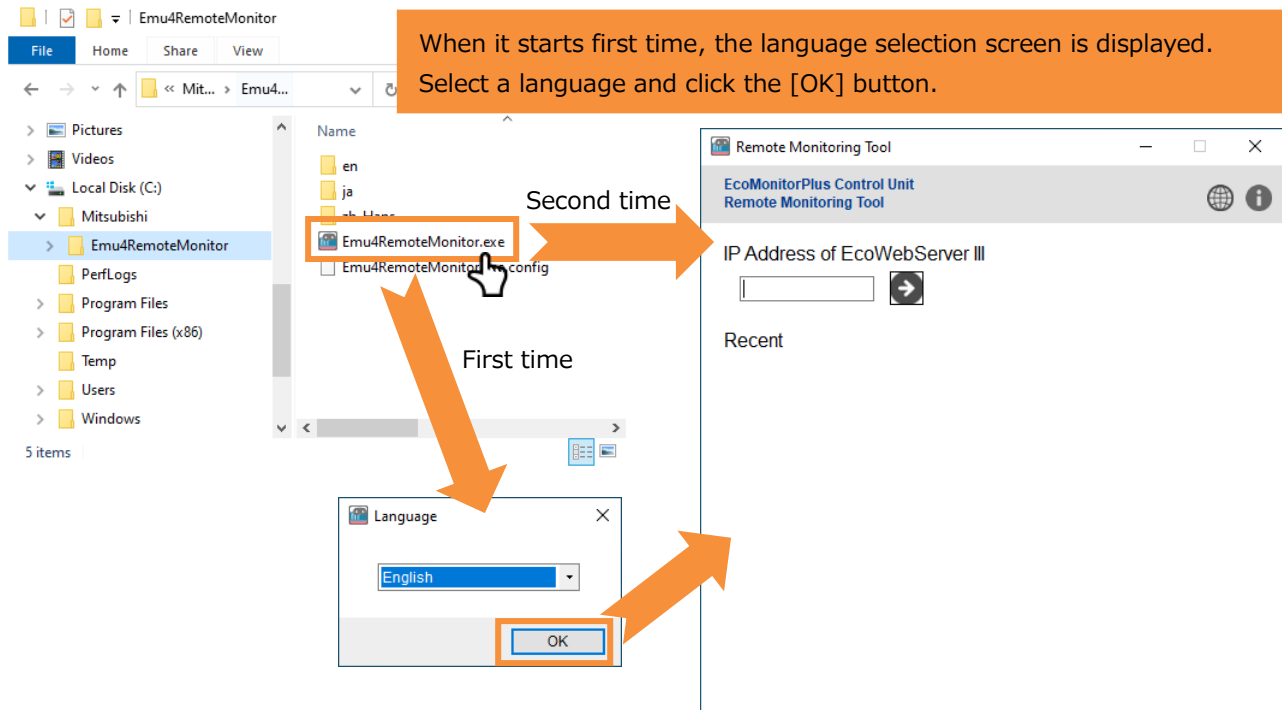 Emu4RemoteMonitor
File Home Share View
« Mit... › Emu4...
When it starts first time, the language selection screen is displayed.
Select a language and click the [OK] button.
Pictures
Videos
Local Disk (C:)
Mitsubishi
Emu4RemoteMonitor
PerfLogs
Program Files
Program Files (x86)
Temp
Users
Windows
5 items
Name
en
ja
Emu4RemoteMonitor.exe
Second time
First time
Language
English
OK
Remote Monitoring Tool
EcoMonitorPlus Control Unit
Remote Monitoring Tool
IP Address of EcoWebServer III
Recent